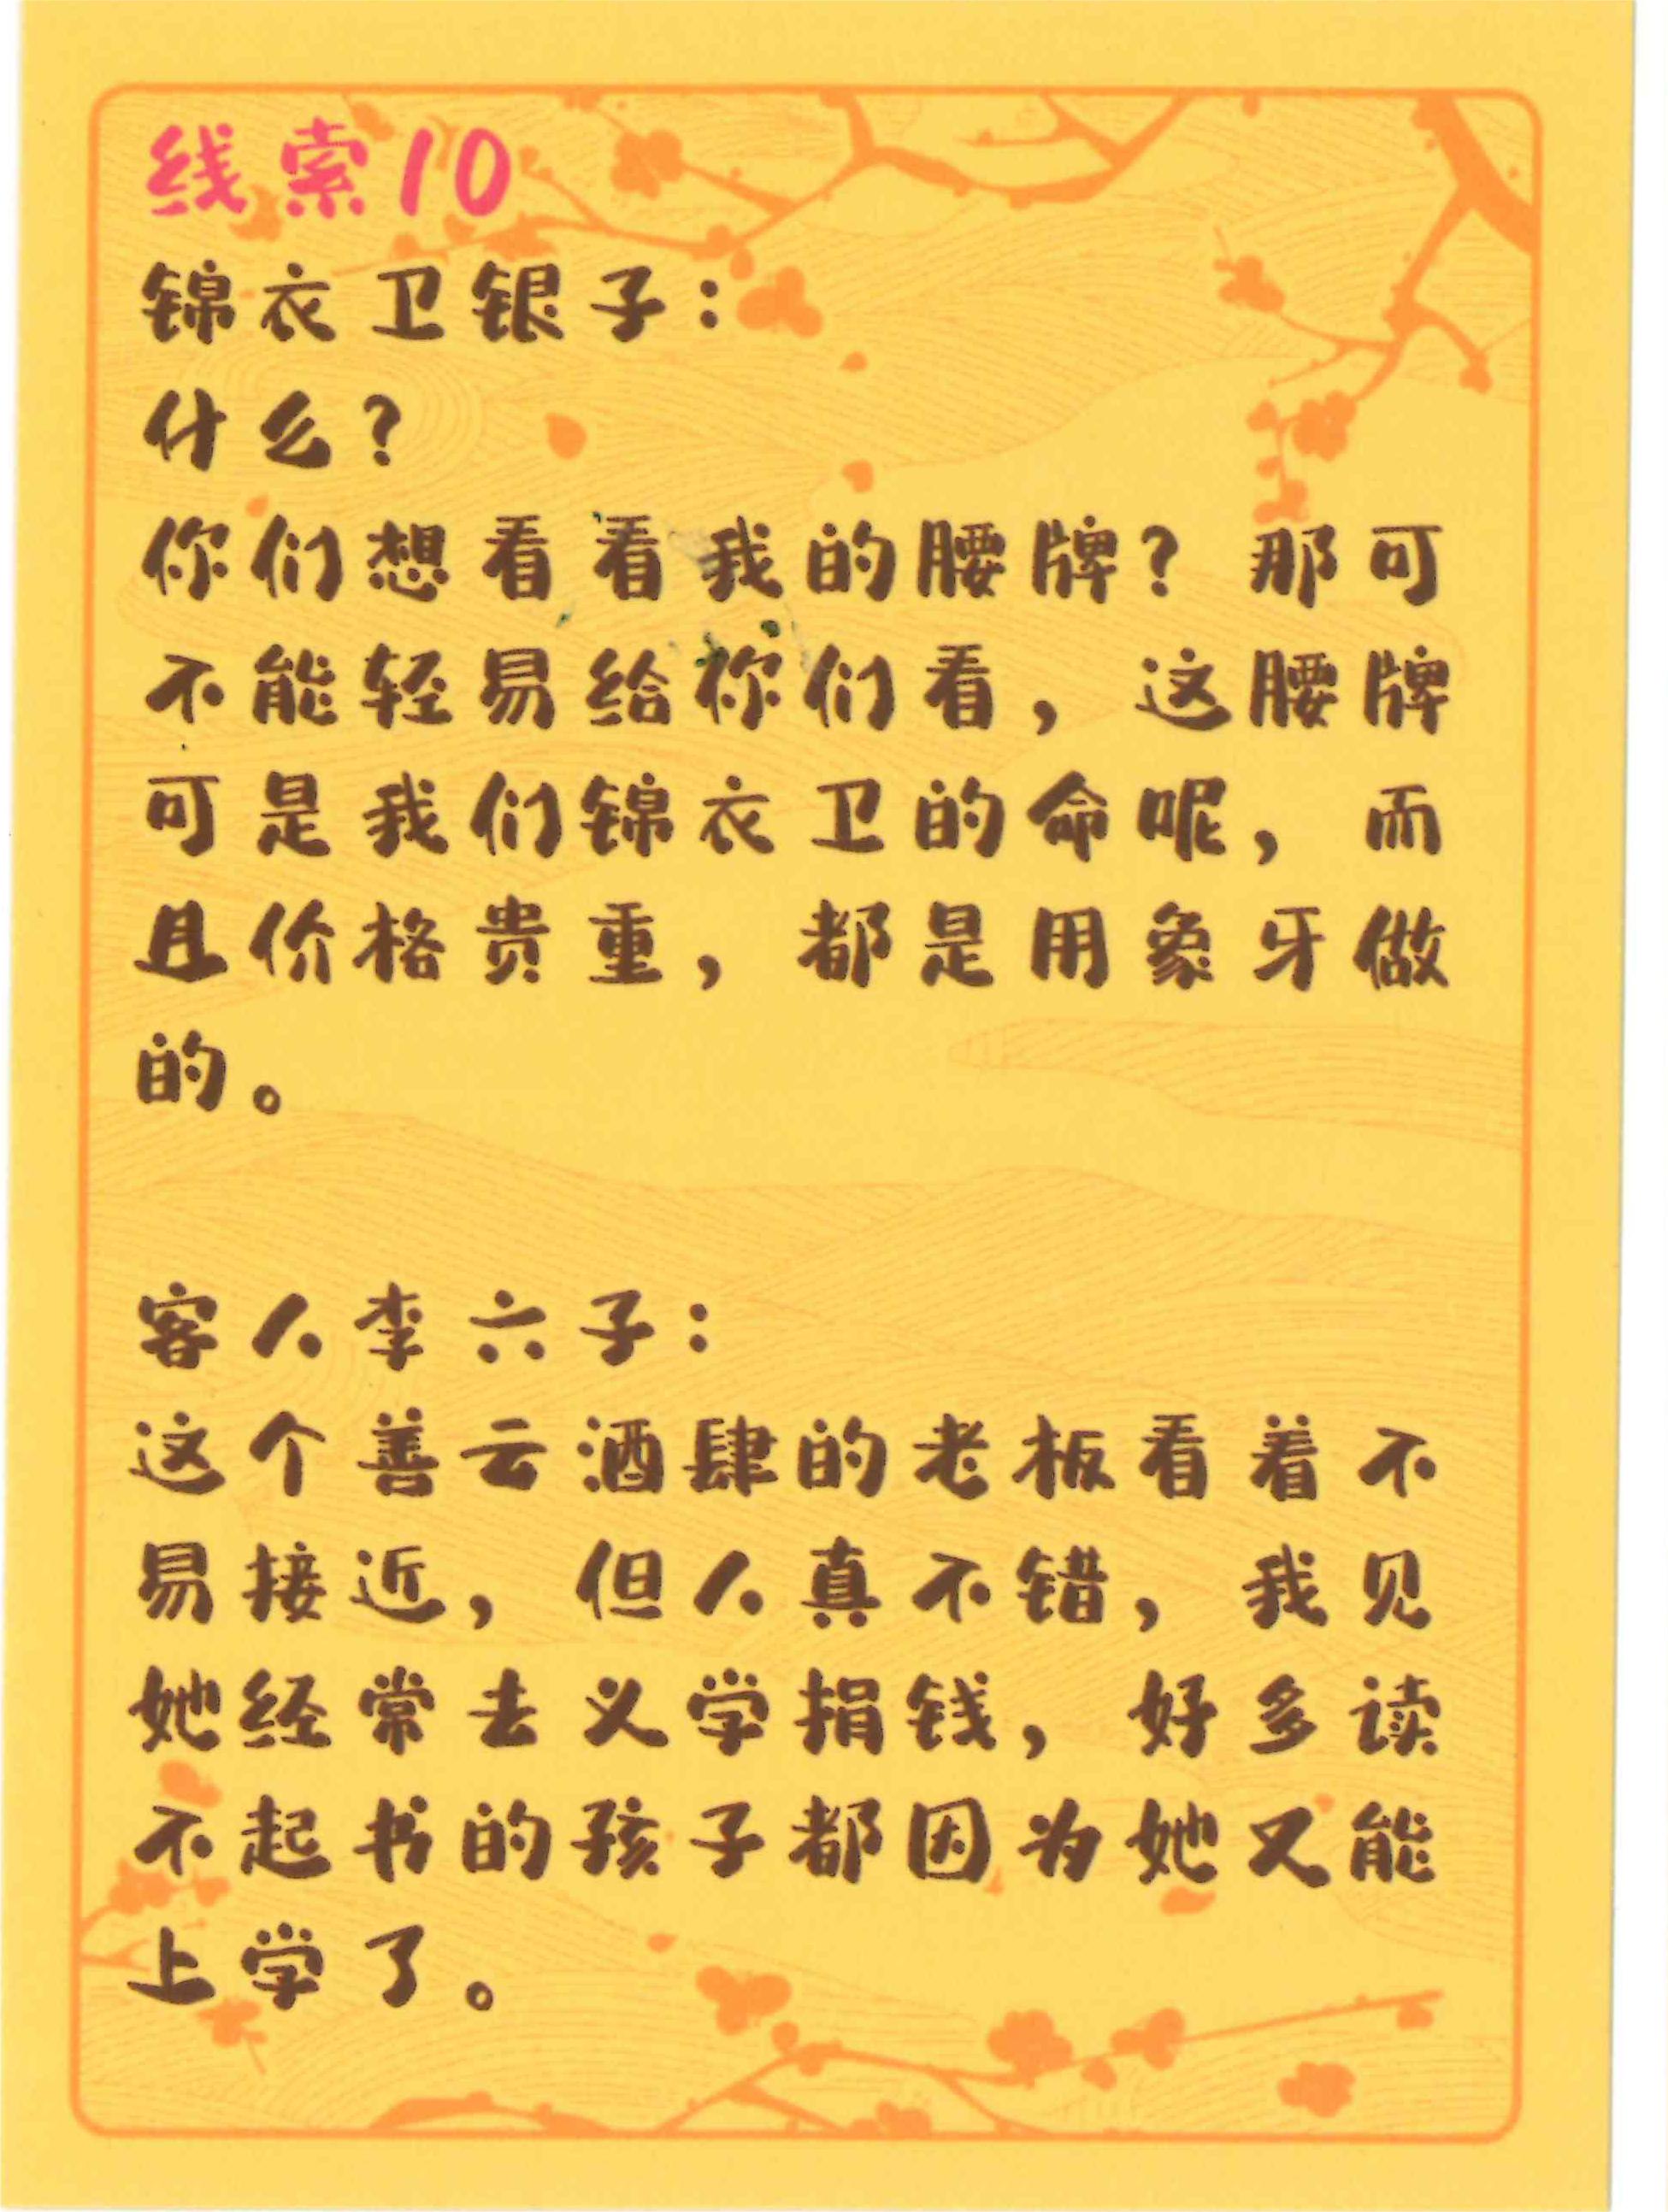 线索10
锦衣卫银子：
什么？
你们想看看我的腰牌？那可
不能轻易给你们看，这腰牌
可是我们锦衣卫的命呢，而
且价格贵重，都是用象牙做
的。
客人李六子：
这个善云酒肆的老板看着不
易接近，但人真不错，我见
她经常去义学捐钱，好多读
不起书的孩子都因为她又能
上学了。